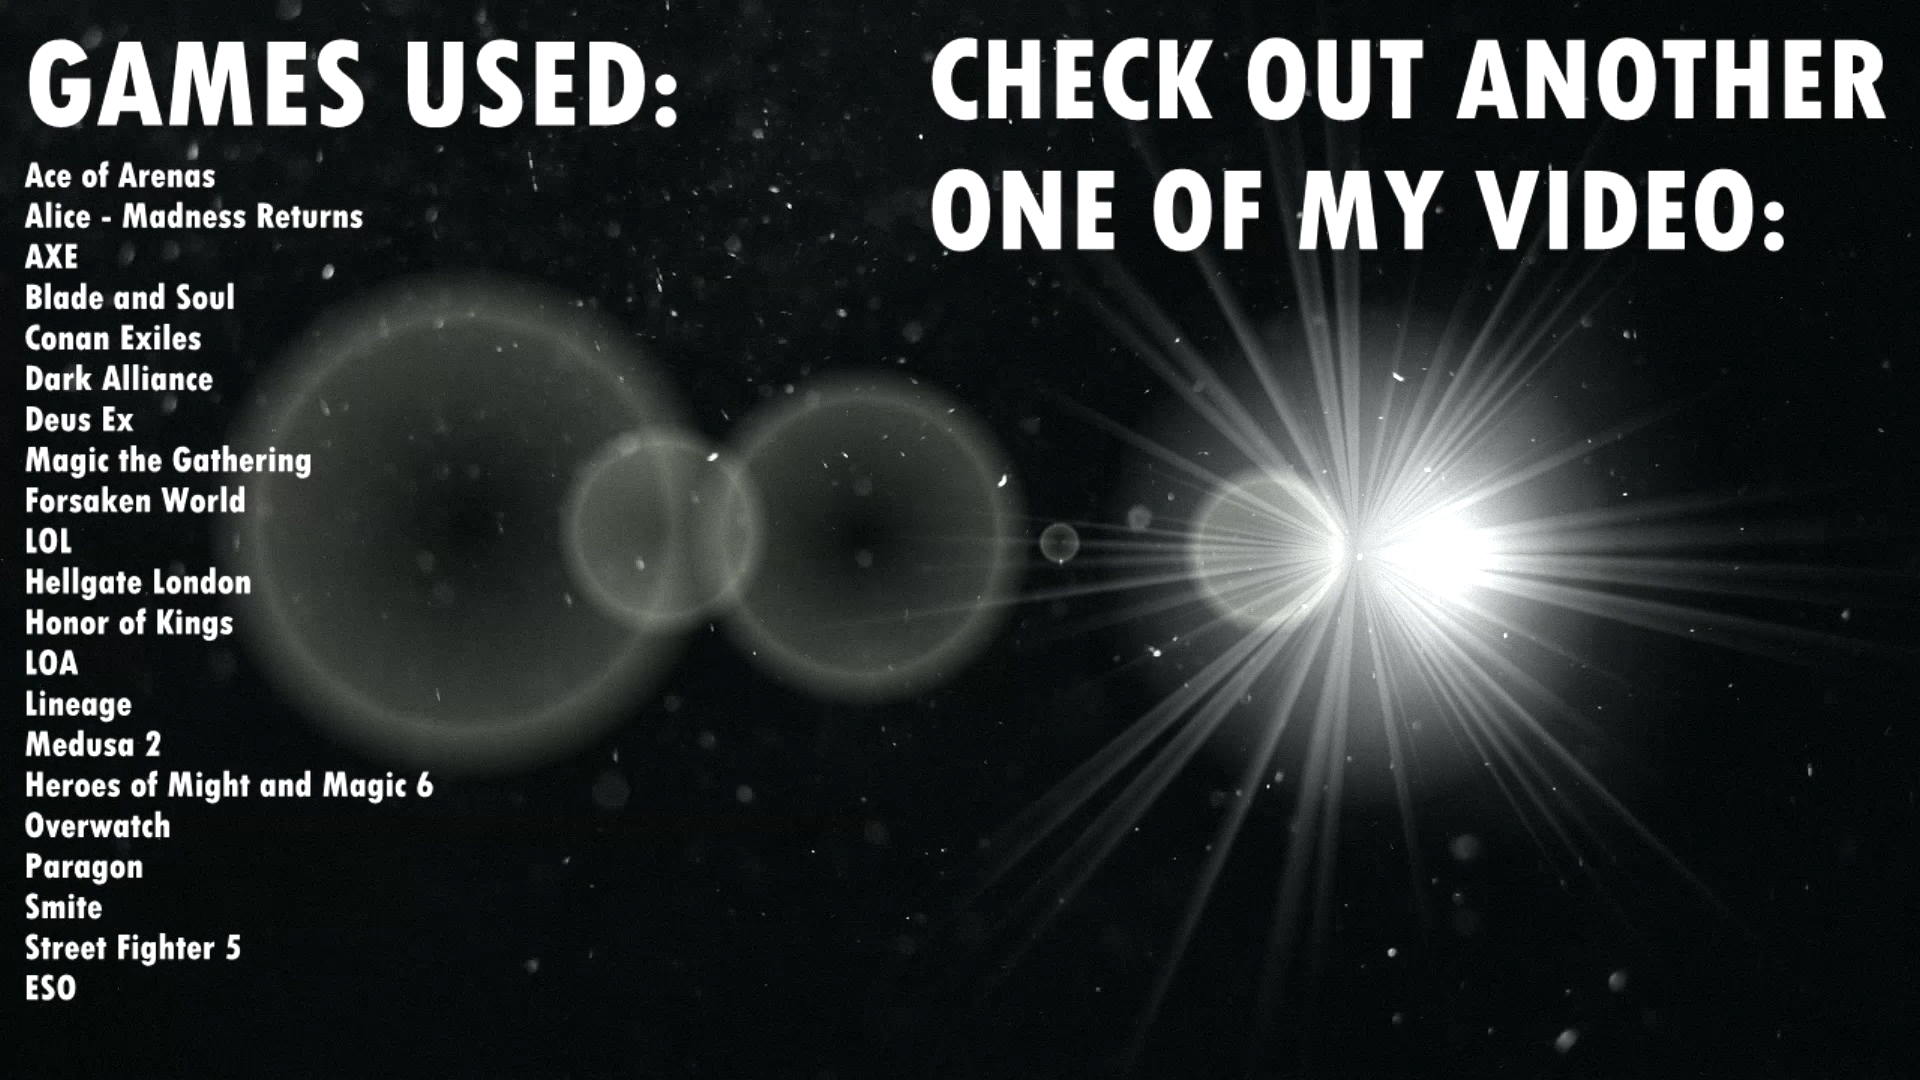 GAMES USED:
Ace of Arenas
Alice - Madness Returns
AXE
Blade and Soul
Conan Exiles
Dark Alliance
Deus Ex
Magic the Gathering
Forsaken World
LOL
Hellgate London
Honor of Kings
LOA
Lineage
Medusa 2
Heroes of Might and Magic 6
Overwatch
Paragon
Smite
Street Fighter 5
ESO
CHECK OUT ANOTHER
ONE OF MY VIDEO: